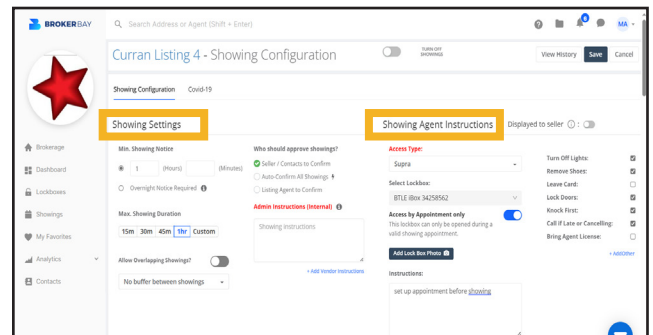 BROKERBAY
Search Address or Agent (Shift + Enter)
MA
Curran Listing 4 - Showing Configuration
TURN OFF
SHOWINGS
View History
Save
Cancel
Showing Configuration
Covid-19
Showing Settings
Showing Agent Instructions
Displayed to seller
Brokerage
Dashboard
Lockboxes
Showings
My Favorites
Analytics
Contacts
Min. Showing Notice
1 (Hours) (Minutes)
Overnight Notice Required
Max. Showing Duration
15m 30m 45m 1hr Custom
Allow Overlapping Showings?
No buffer between showings
Who should approve showings?
Seller / Contacts to Confirm
Auto-Confirm All Showings
Listing Agent to Confirm
Admin Instructions (Internal)
Showing Instructions
+ Add Vendor Instructions
Access Type:
Supra
Select Lockbox:
BTLE iBox 34258562
Access by Appointment only
This lockbox can only be opened during a
valid showing appointment.
Add Lock Box Photo
Instructions:
set up appointment before showing
Turn Off Lights:
Remove Shoes:
Leave Card:
Lock Doors:
Knock First:
Call If Late or Cancelling:
Bring Agent License:
+ AddOther